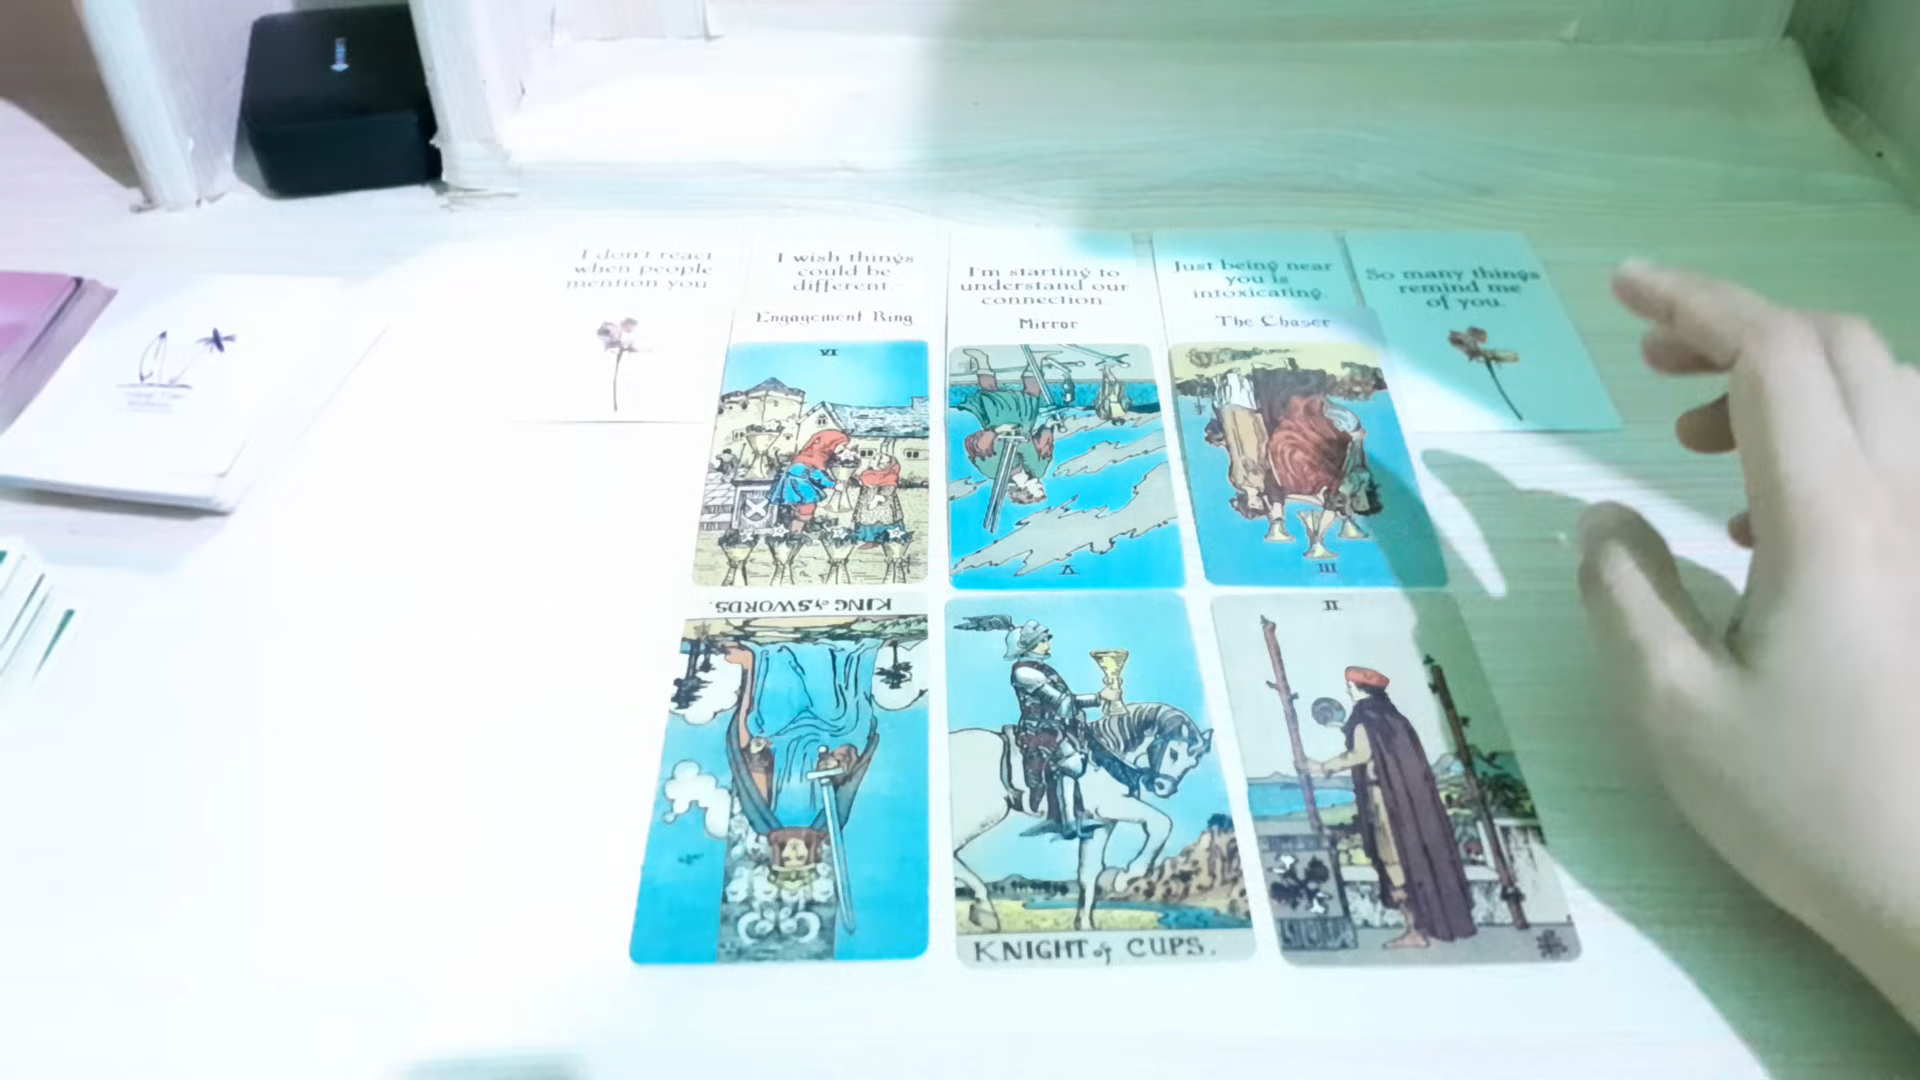 I don't react
when people
mention you.
I wish things
could be
different.
I'm starting to
understand our
connection.
Just being near
you is
intoxicating.
So many things
remind me
of you.
Engagement Ring
Mirror
The Chaser
VI
V
III
KING of SWORDS.
II
KNIGHT of CUPS.